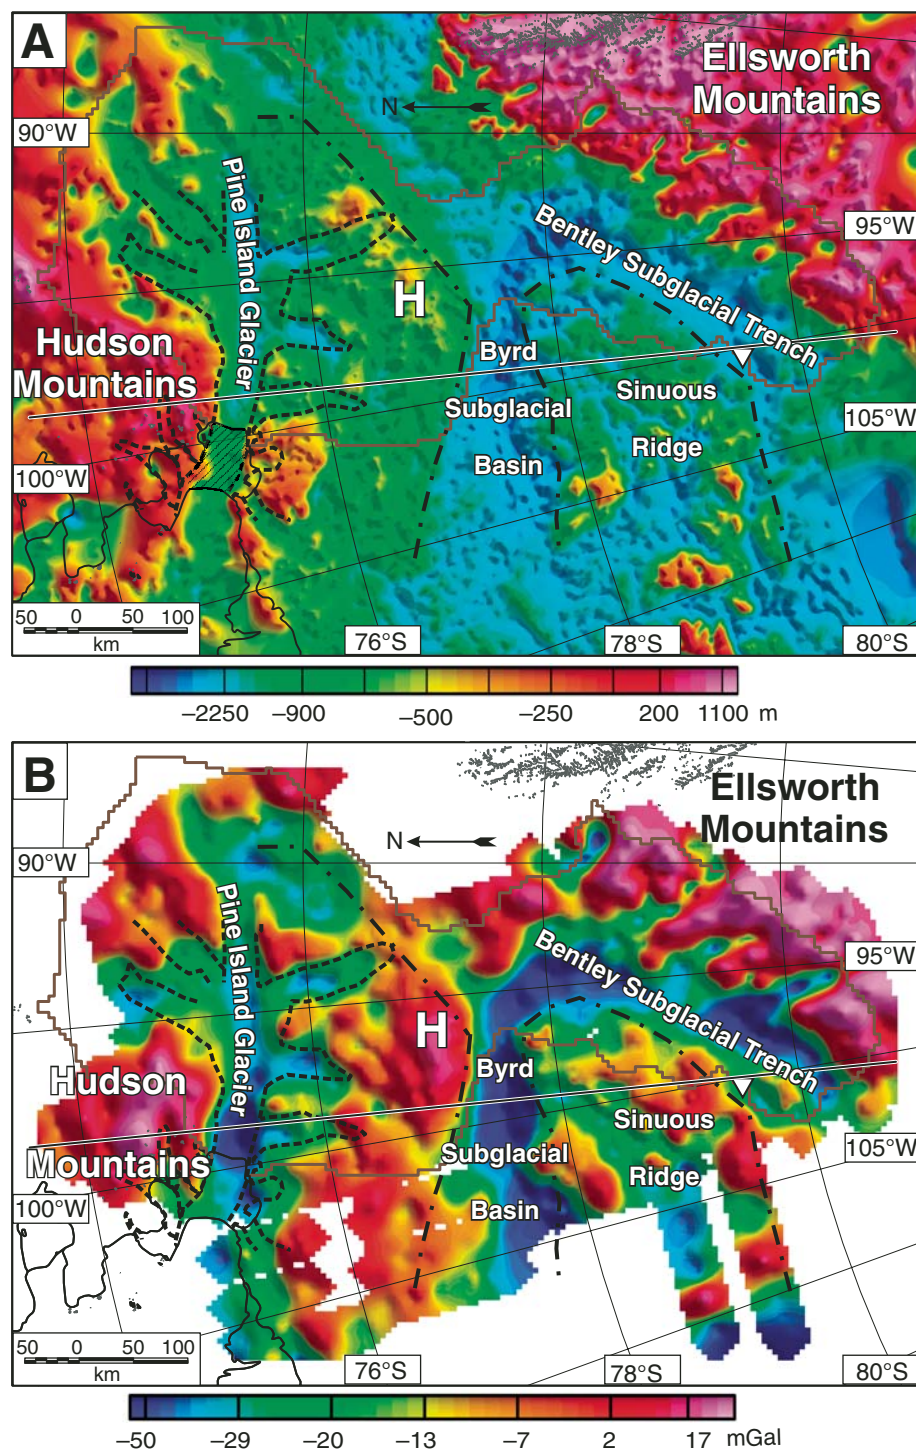 A
Ellsworth
Mountains
N
90°W
Pine Island Glacier
95°W
Bentley Subglacial Trench
H
Hudson
Mountains
Byrd
Sinuous
Subglacial
105°W
Ridge
Basin
100°W
50 0 50 100
km
76°S
78°S
80°S
–2250 –900 –500 –250 200 1100 m
B
Ellsworth
Mountains
N
90°W
Pine Island Glacier
95°W
Bentley Subglacial Trench
H
Hudson
Byrd
Sinuous
Mountains
Subglacial
105°W
Ridge
100°W
Basin
50 0 50 100
km
76°S
78°S
80°S
–50 –29 –20 –13 –7 2 17 mGal